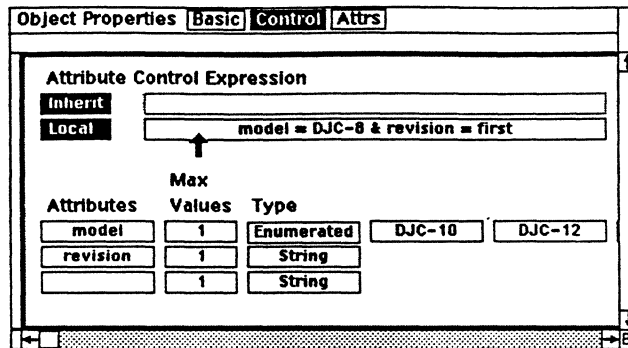 Object Properties Basic Control Attrs
Attribute Control Expression
Inherit
Local model = DJC-8 & revision = first
Max
Attributes Values Type
model 1 Enumerated DJC-10 DJC-12
revision 1 String
1 String